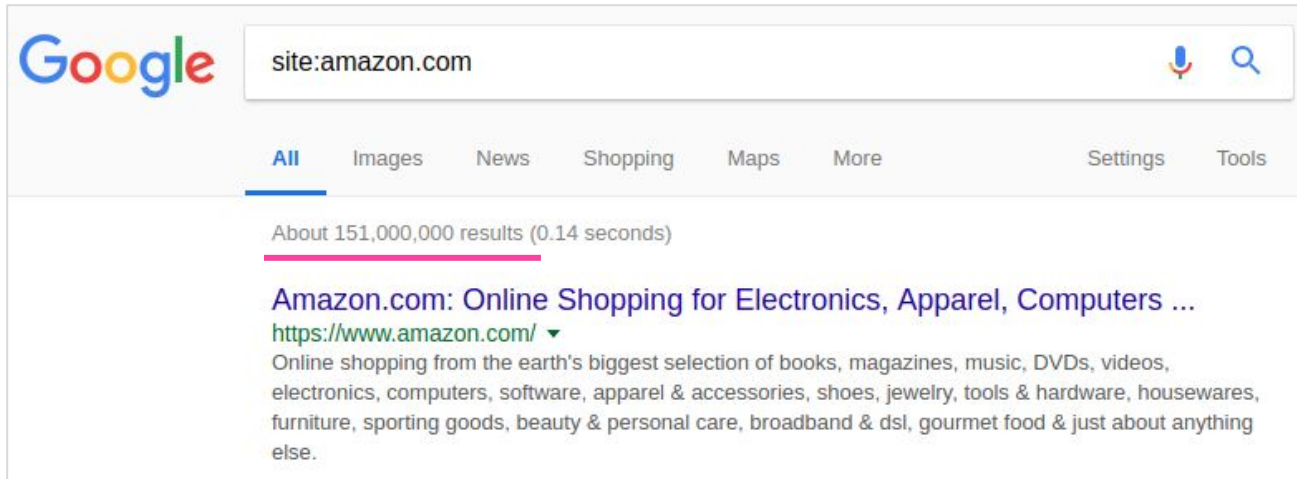 Google
site:amazon.com
All Images News Shopping Maps More Settings Tools
About 151,000,000 results (0.14 seconds)
Amazon.com: Online Shopping for Electronics, Apparel, Computers ...
https://www.amazon.com/
Online shopping from the earth's biggest selection of books, magazines, music, DVDs, videos,
electronics, computers, software, apparel & accessories, shoes, jewelry, tools & hardware, housewares,
furniture, sporting goods, beauty & personal care, broadband & dsl, gourmet food & just about anything
else.